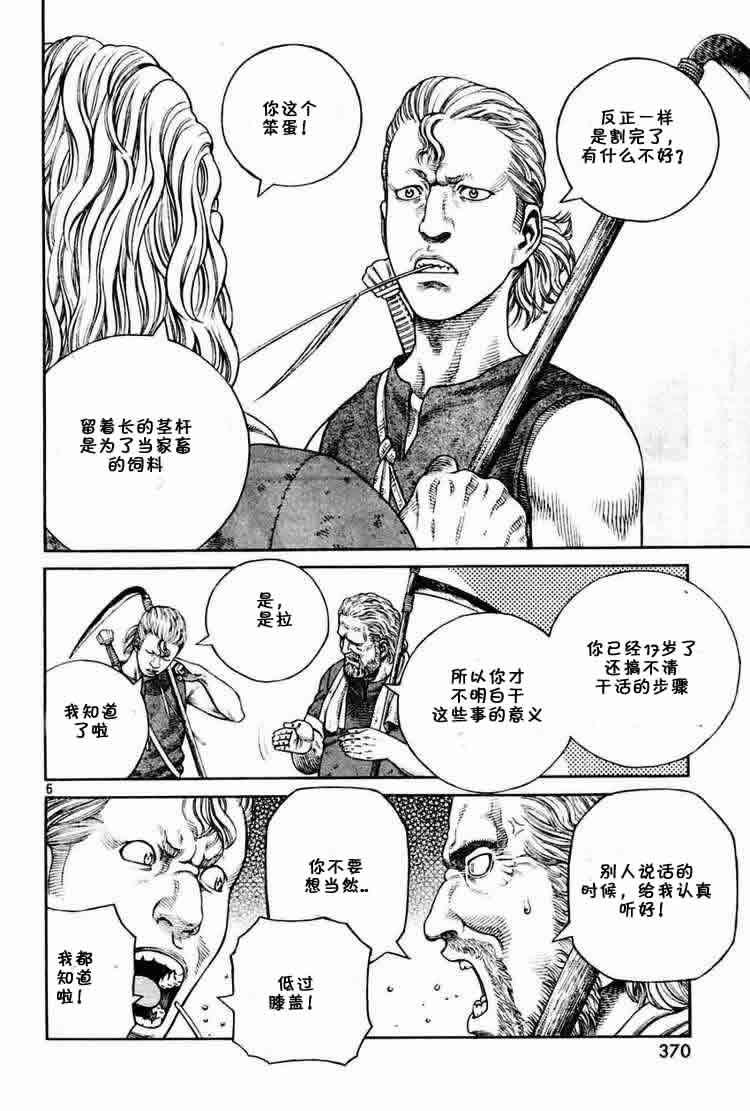 反正一样
是割完了，
有什么不好？
你这个
笨蛋！
留着长的茎杆
是为了当家畜
的饲料
你已经17岁了
还搞不清
干活的步骤
所以你才
不明白干
这些事的意义
是，
是拉
我知道
了啦
6
别人说话的
时候，给我认真
听好！
你不要
想当然..
低过
膝盖！
我都
知道
啦！
370